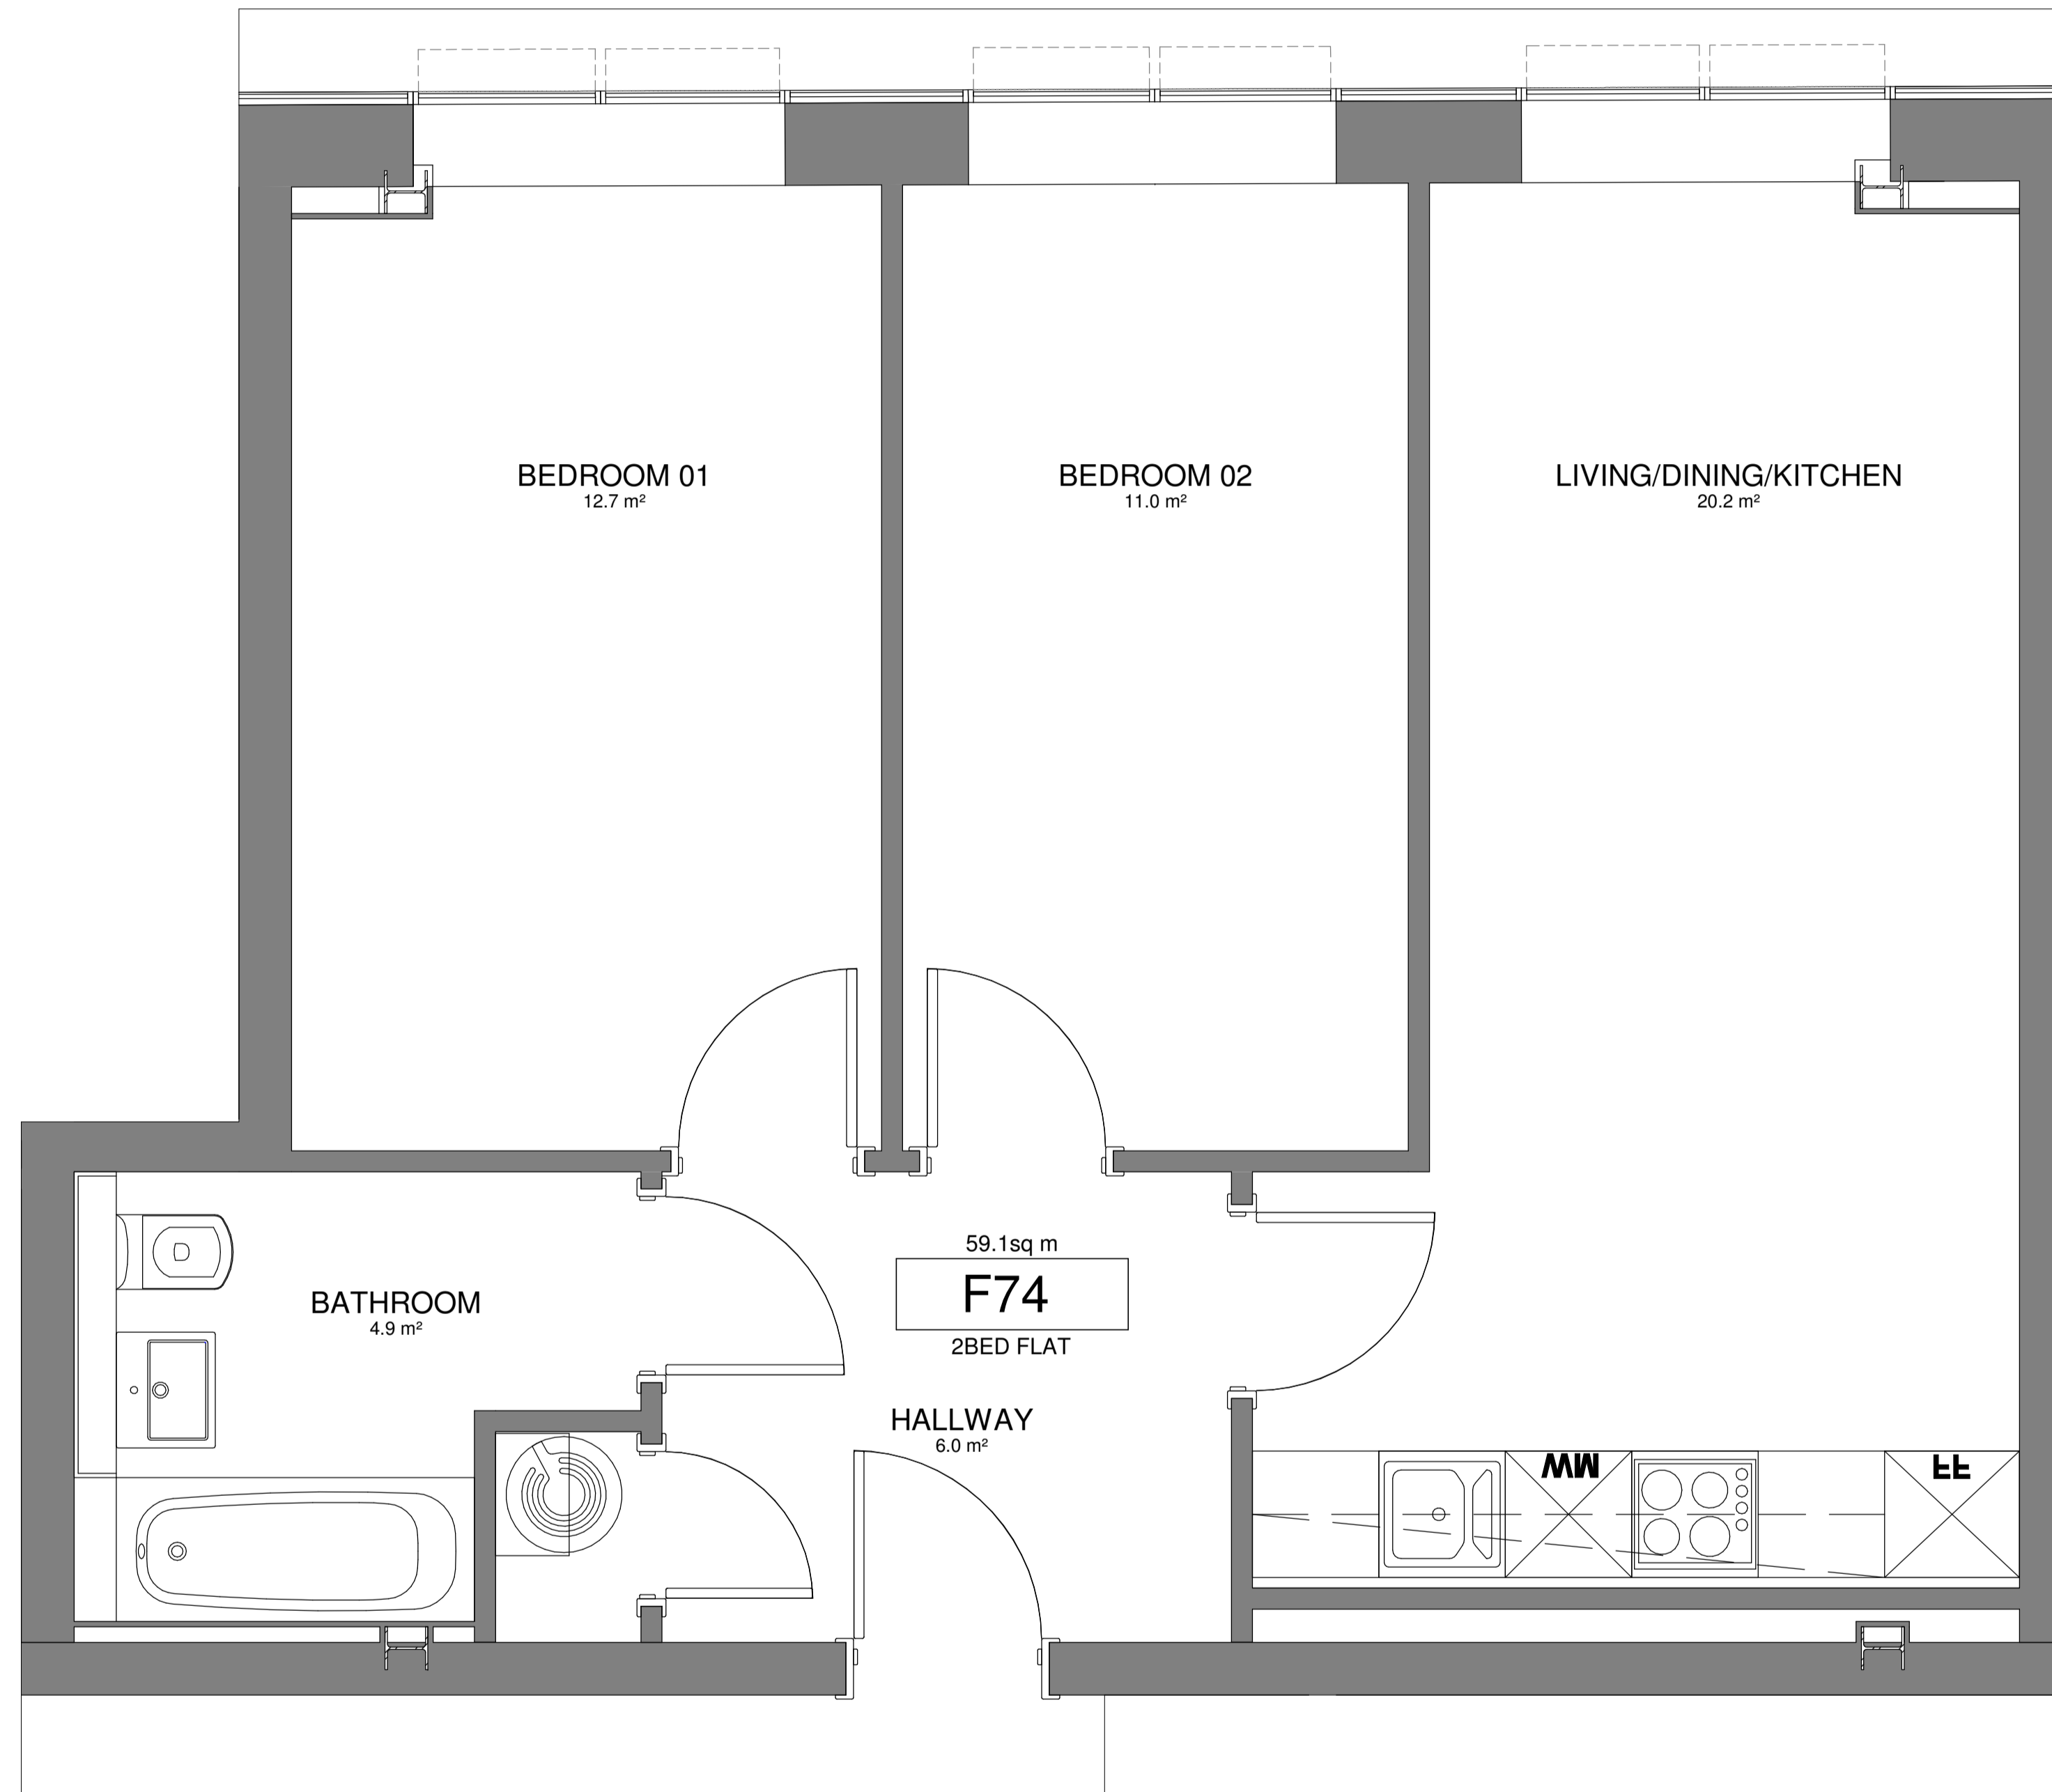 BEDROOM 01
12.7 m²
BEDROOM 02
11.0 m²
LIVING/DINING/KITCHEN
20.2 m²
BATHROOM
4.9 m²
59.1sq m
F74
2BED FLAT
HALLWAY
6.0 m²
WM
FF